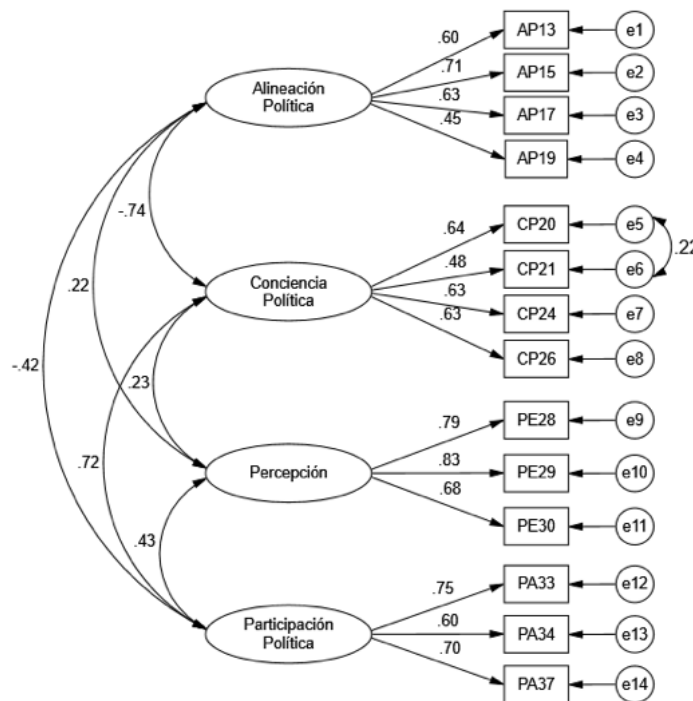 .60
AP13
e1
.71
AP15
e2
Alineación
Política
.63
AP17
e3
.45
AP19
e4
-.74
.64
CP20
e5
.22
.48
CP21
e6
Conciencia
Política
.63
CP24
e7
.63
CP26
e8
.22
-.42
.23
.79
PE28
e9
.72
Percepción
.83
PE29
e10
.68
PE30
e11
.43
.75
PA33
e12
Participación
Política
.60
PA34
e13
.70
PA37
e14